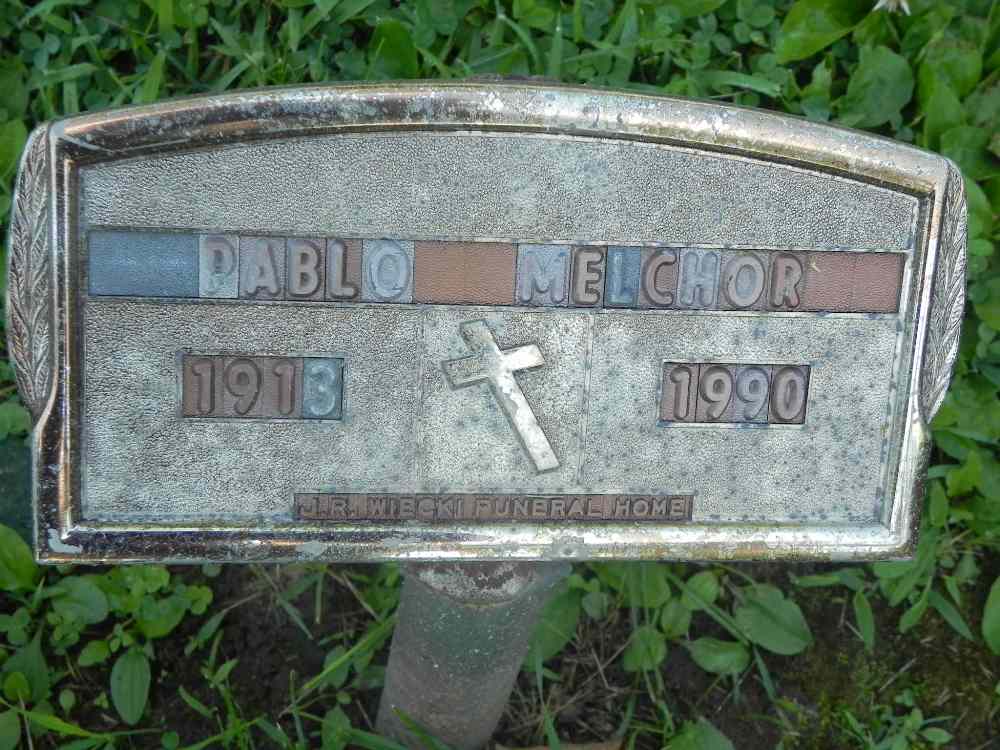 PABLO MELCHOR
1913 1990
J.R. WIECKI FUNERAL HOME